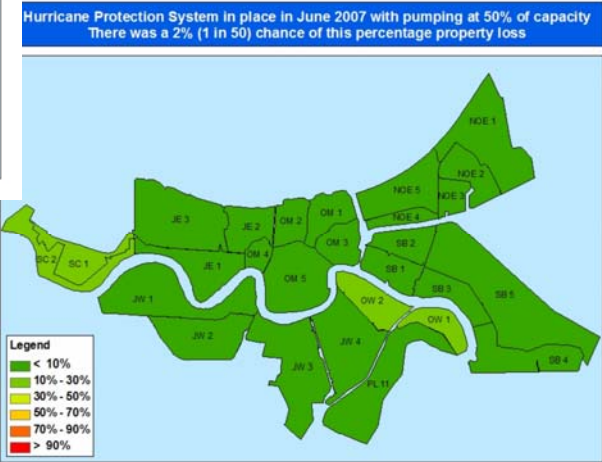 Hurricane Protection System in place in June 2007 with pumping at 50% of capacity
There was a 2% (1 in 50) chance of this percentage property loss
NOE 1
NOE 2
NOE 5
NOE 3
NOE 4
JE 3
JE 2
OM 2
OM 1
OM 3
OM 4
SB 2
SC 2
SC 1
JE 1
OM 5
SB 1
SB 3
SB 5
JW 1
OW 2
OW 1
JW 2
JW 4
JW 3
SB 4
PL 11
Legend
< 10%
10% - 30%
30% - 50%
50% - 70%
70% - 90%
> 90%